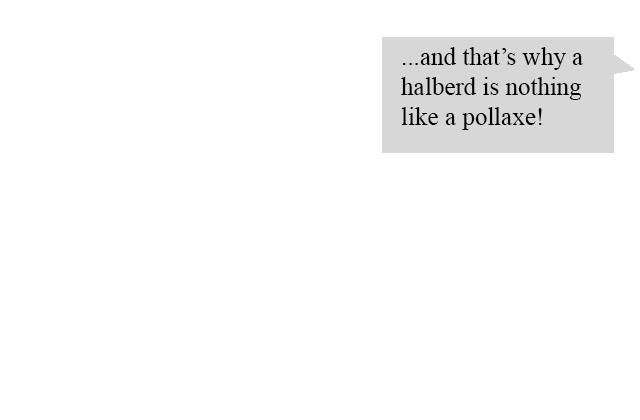 ...and that’s why a
halberd is nothing
like a pollaxe!